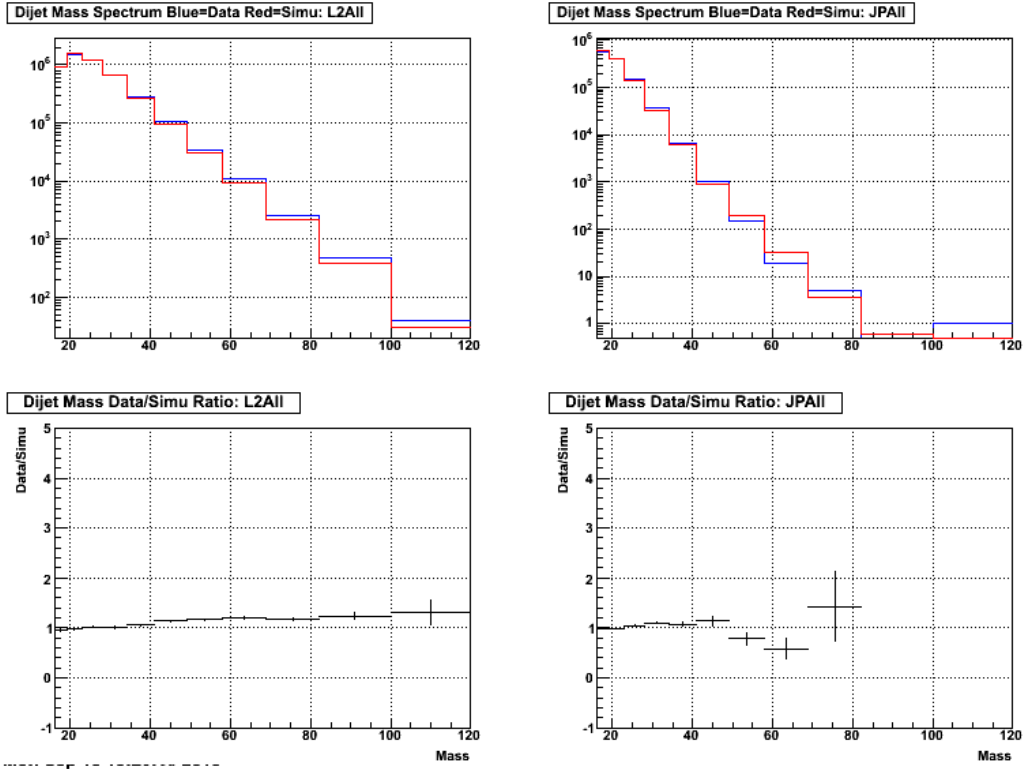 Dijet Mass Spectrum Blue=Data Red=Simu: L2All
10^6
10^5
10^4
10^3
10^2
20 40 60 80 100 120
Dijet Mass Spectrum Blue=Data Red=Simu: JPAll
10^6
10^5
10^4
10^3
10^2
10
1
20 40 60 80 100 120
Dijet Mass Data/Simu Ratio: L2All
Data/Simu
5
4
3
2
1
0
-1
20 40 60 80 100 120
Mass
Dijet Mass Data/Simu Ratio: JPAll
Data/Simu
5
4
3
2
1
0
-1
20 40 60 80 100 120
Mass